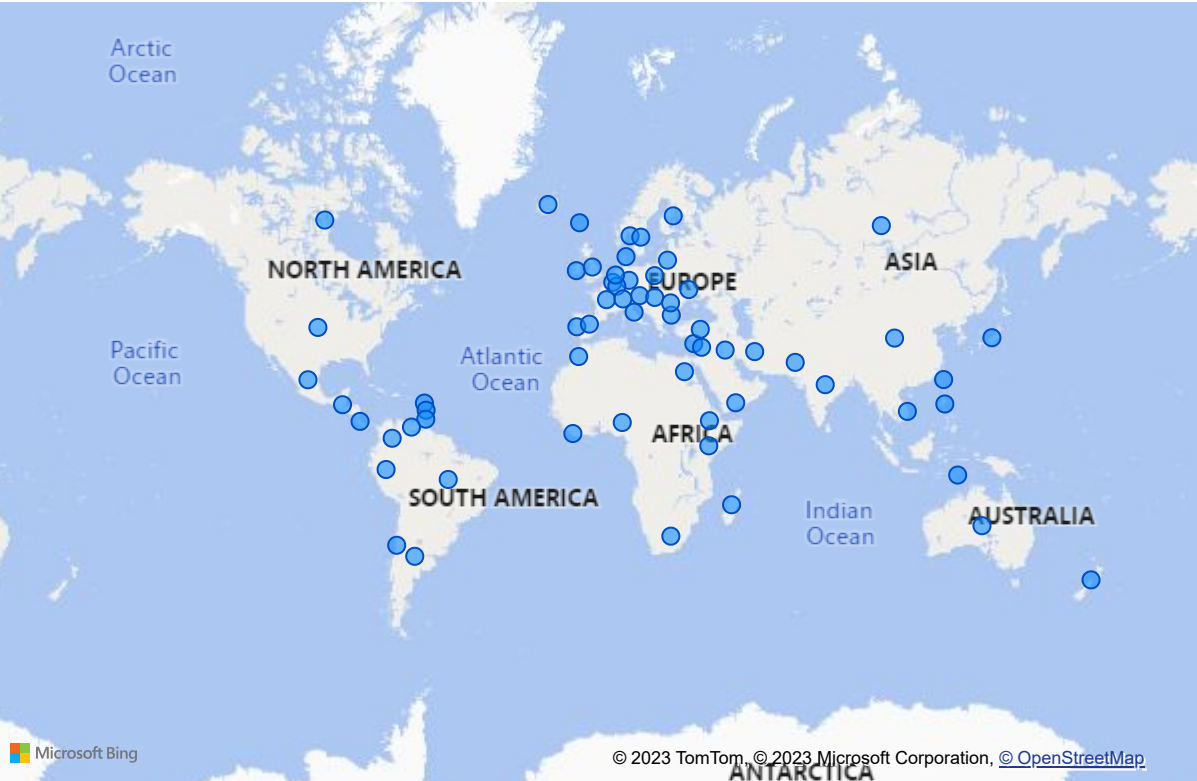 Arctic
Ocean
NORTH AMERICA
EUROPE
ASIA
Pacific
Ocean
Atlantic
Ocean
AFRICA
SOUTH AMERICA
Indian
Ocean
AUSTRALIA
Microsoft Bing
© 2023 TomTom, © 2023 Microsoft Corporation, © OpenStreetMap
ANTARCTICA